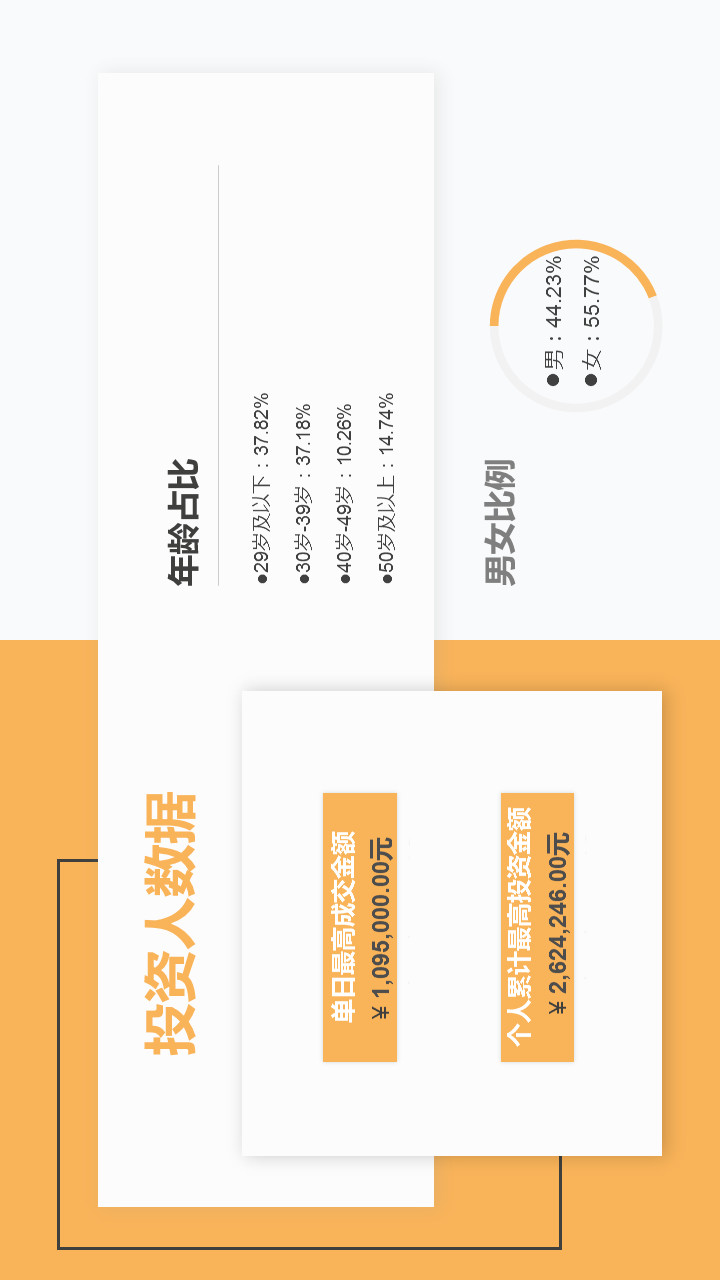 投资人数据
单日最高成交金额
¥ 1,095,000.00元
个人累计最高投资金额
¥ 2,624,246.00元
年龄占比
●29岁及以下：37.82%
●30岁-39岁：37.18%
●40岁-49岁：10.26%
●50岁及以上：14.74%
男女比例
●男：44.23%
●女：55.77%